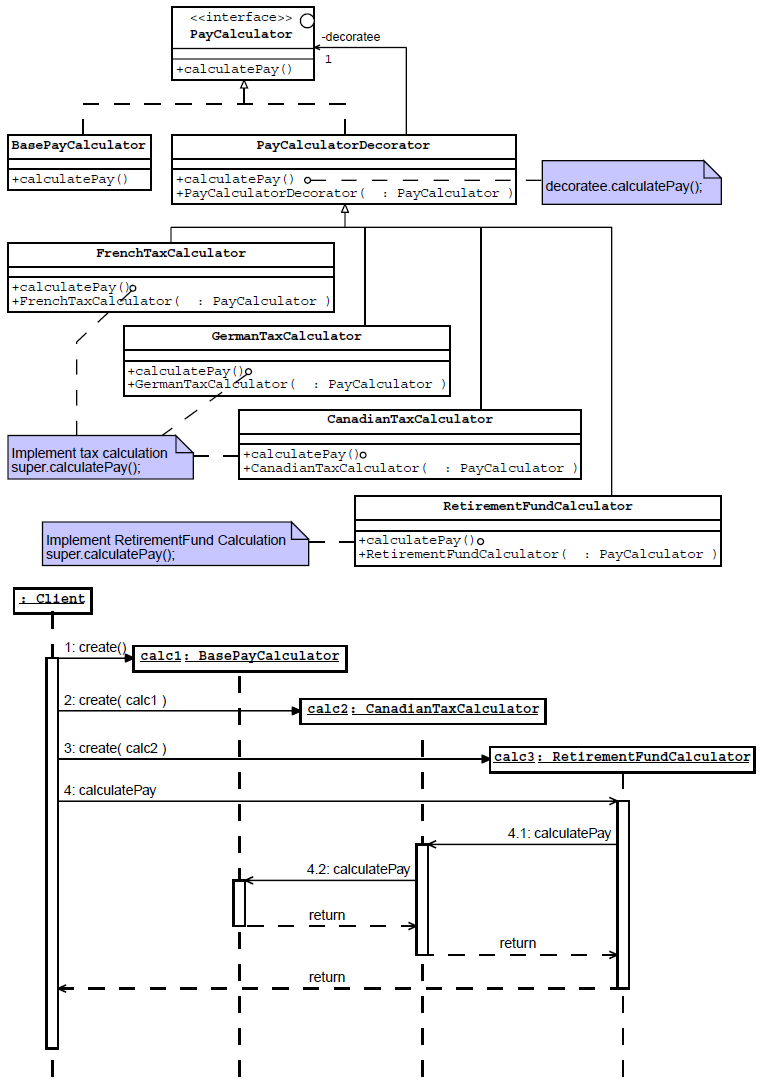 <<interface>>
PayCalculator
+calculatePay()
-decoratee
1
BasePayCalculator
+calculatePay()
PayCalculatorDecorator
+calculatePay()
+PayCalculatorDecorator( : PayCalculator )
decoratee.calculatePay();
FrenchTaxCalculator
+calculatePay()
+FrenchTaxCalculator( : PayCalculator )
GermanTaxCalculator
+calculatePay()
+GermanTaxCalculator( : PayCalculator )
CanadianTaxCalculator
+calculatePay()
+CanadianTaxCalculator( : PayCalculator )
Implement tax calculation
super.calculatePay();
RetirementFundCalculator
+calculatePay()
+RetirementFundCalculator( : PayCalculator )
Implement RetirementFund Calculation
super.calculatePay();
: Client
1: create()
calc1: BasePayCalculator
2: create( calc1 )
calc2: CanadianTaxCalculator
3: create( calc2 )
calc3: RetirementFundCalculator
4: calculatePay
4.1: calculatePay
4.2: calculatePay
return
return
return